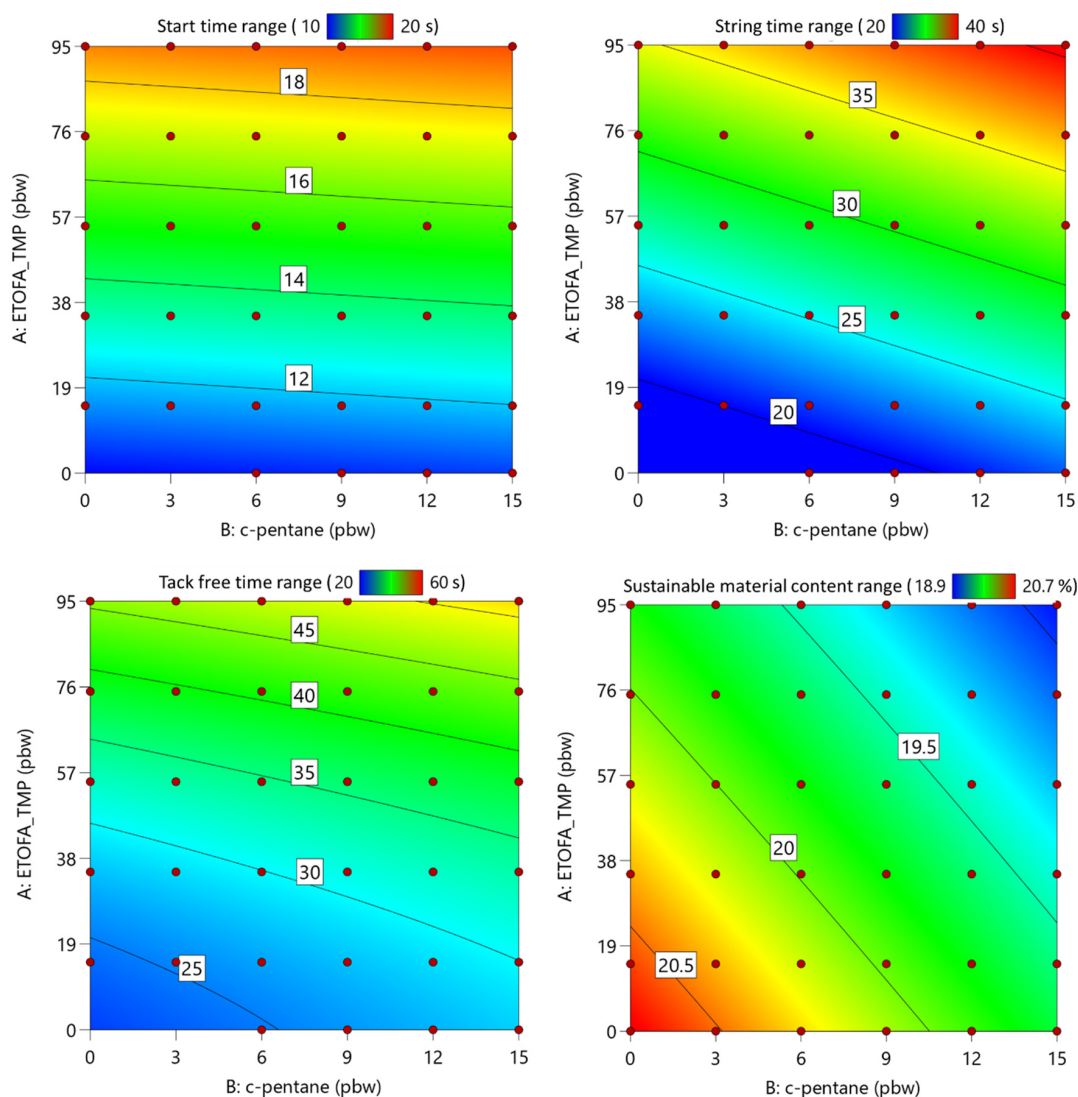 Start time range ( 10 20 s)
95
18
76
16
57
14
38
12
19
0
0 3 6 9 12 15
A: ETOFA_TMP (pbw)
B: c-pentane (pbw)
String time range (20 40 s)
95
35
76
30
57
25
38
19
20
0
0 3 6 9 12 15
A: ETOFA_TMP (pbw)
B: c-pentane (pbw)
Tack free time range (20 60 s)
95
45
76
40
57
35
38
30
19
25
0
0 3 6 9 12 15
A: ETOFA_TMP (pbw)
B: c-pentane (pbw)
Sustainable material content range (18.9 20.7 %)
95
76
19.5
57
20
38
19
20.5
0
0 3 6 9 12 15
A: ETOFA_TMP (pbw)
B: c-pentane (pbw)